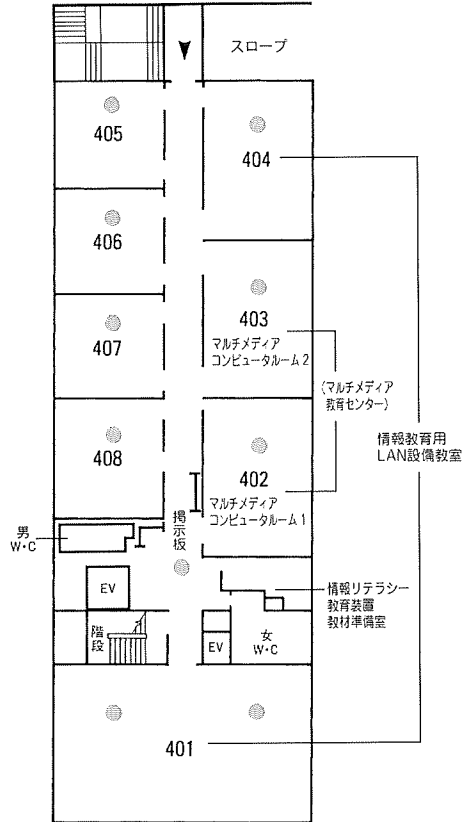 スロープ
405
404
406
403
マルチメディア
コンピュータルーム2
407
(マルチメディア
教育センター)
情報教育用
LAN設備教室
408
402
マルチメディア
コンピュータルーム1
掲示板
男
W・C
EV
情報リテラシー
教育装置
教材準備室
階段
EV
女
W・C
401